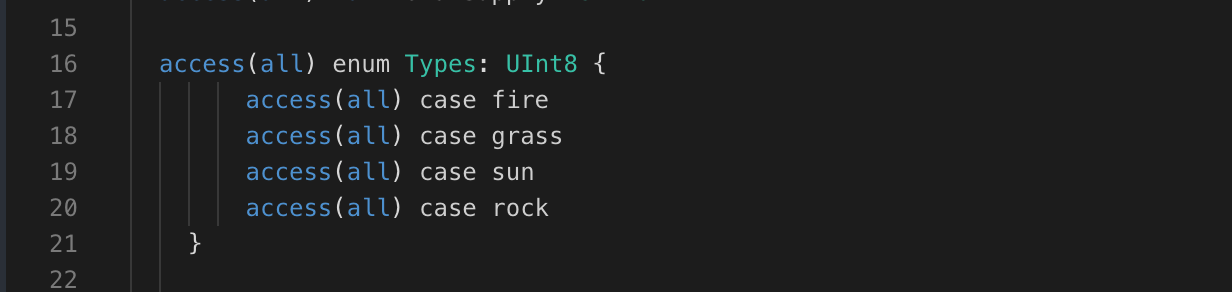 15
16 access(all) enum Types: UInt8 {
17 access(all) case fire
18 access(all) case grass
19 access(all) case sun
20 access(all) case rock
21 }
22